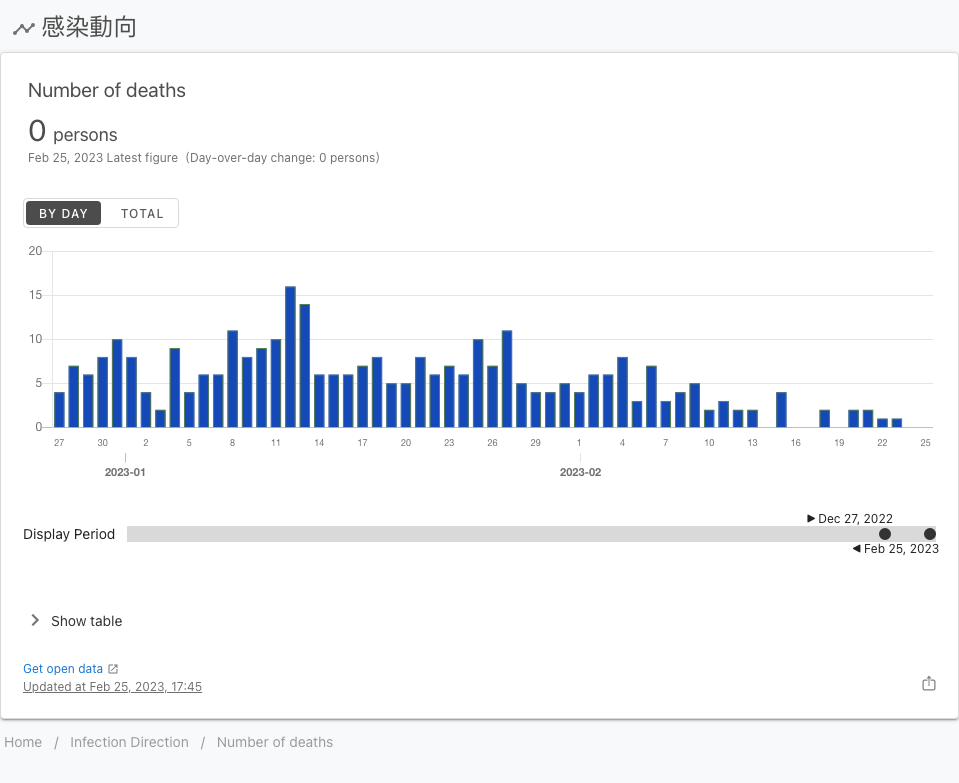 感染動向
Number of deaths
0 persons
Feb 25, 2023 Latest figure (Day-over-day change: 0 persons)
BY DAY TOTAL
20
15
10
5
0
27 30 2 5 8 11 14 17 20 23 26 29 1 4 7 10 13 16 19 22 25
2023-01 2023-02
Dec 27, 2022
Display Period
Feb 25, 2023
Show table
Get open data
Updated at Feb 25, 2023, 17:45
Home / Infection Direction / Number of deaths